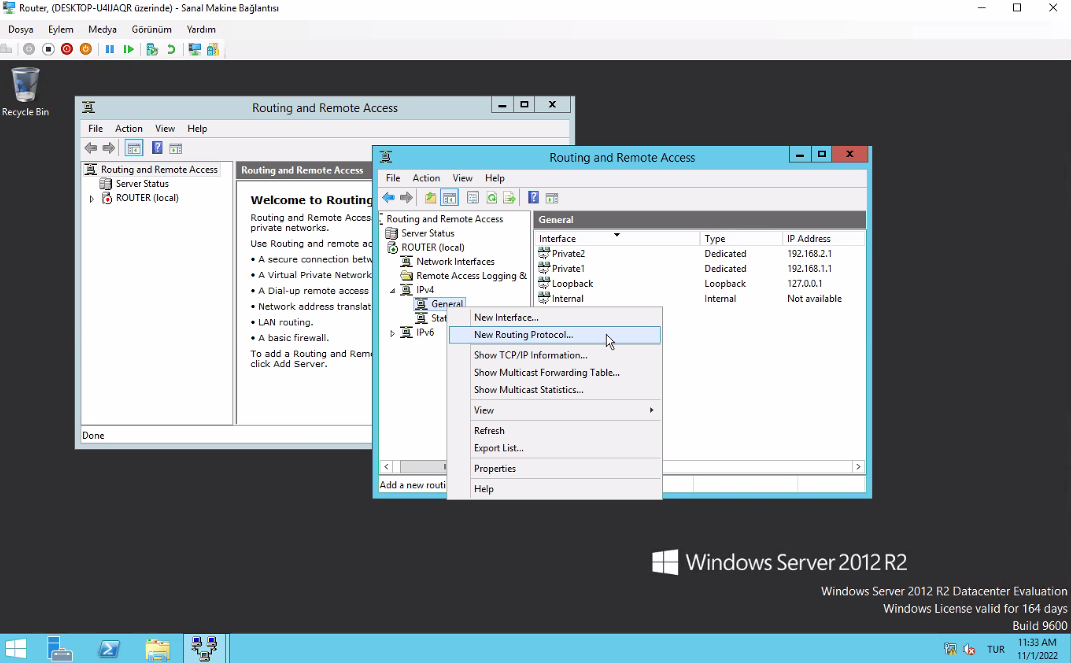 Router, (DESKTOP-U4IJAQR üzerinde) - Sanal Makine Bağlantısı
Dosya Eylem Medya Görünüm Yardım
Recycle Bin
Routing and Remote Access
File Action View Help
Routing and Remote Access
Server Status
ROUTER (local)
Routing and Remote Access
Welcome to Routing
Routing and Remote Acces
private networks.
Use Routing and remote ac
• A secure connection betw
• A Virtual Private Network
• A Dial-up remote access
• Network address translat
• LAN routing.
• A basic firewall.
To add a Routing and Rem
click Add Server.
Done
Routing and Remote Access
File Action View Help
Routing and Remote Access
Server Status
ROUTER (local)
Network Interfaces
Remote Access Logging &
IPv4
General
Stat
IPv6
General
Interface Type IP Address
Private2 Dedicated 192.168.2.1
Private1 Dedicated 192.168.1.1
Loopback Loopback 127.0.0.1
Internal Internal Not available
New Interface...
New Routing Protocol...
Show TCP/IP Information...
Show Multicast Forwarding Table...
Show Multicast Statistics...
View
Refresh
Export List...
Properties
Help
Add a new routi
Windows Server 2012 R2
Windows Server 2012 R2 Datacenter Evaluation
Windows License valid for 164 days
Build 9600
TUR
11:33 AM
11/1/2022